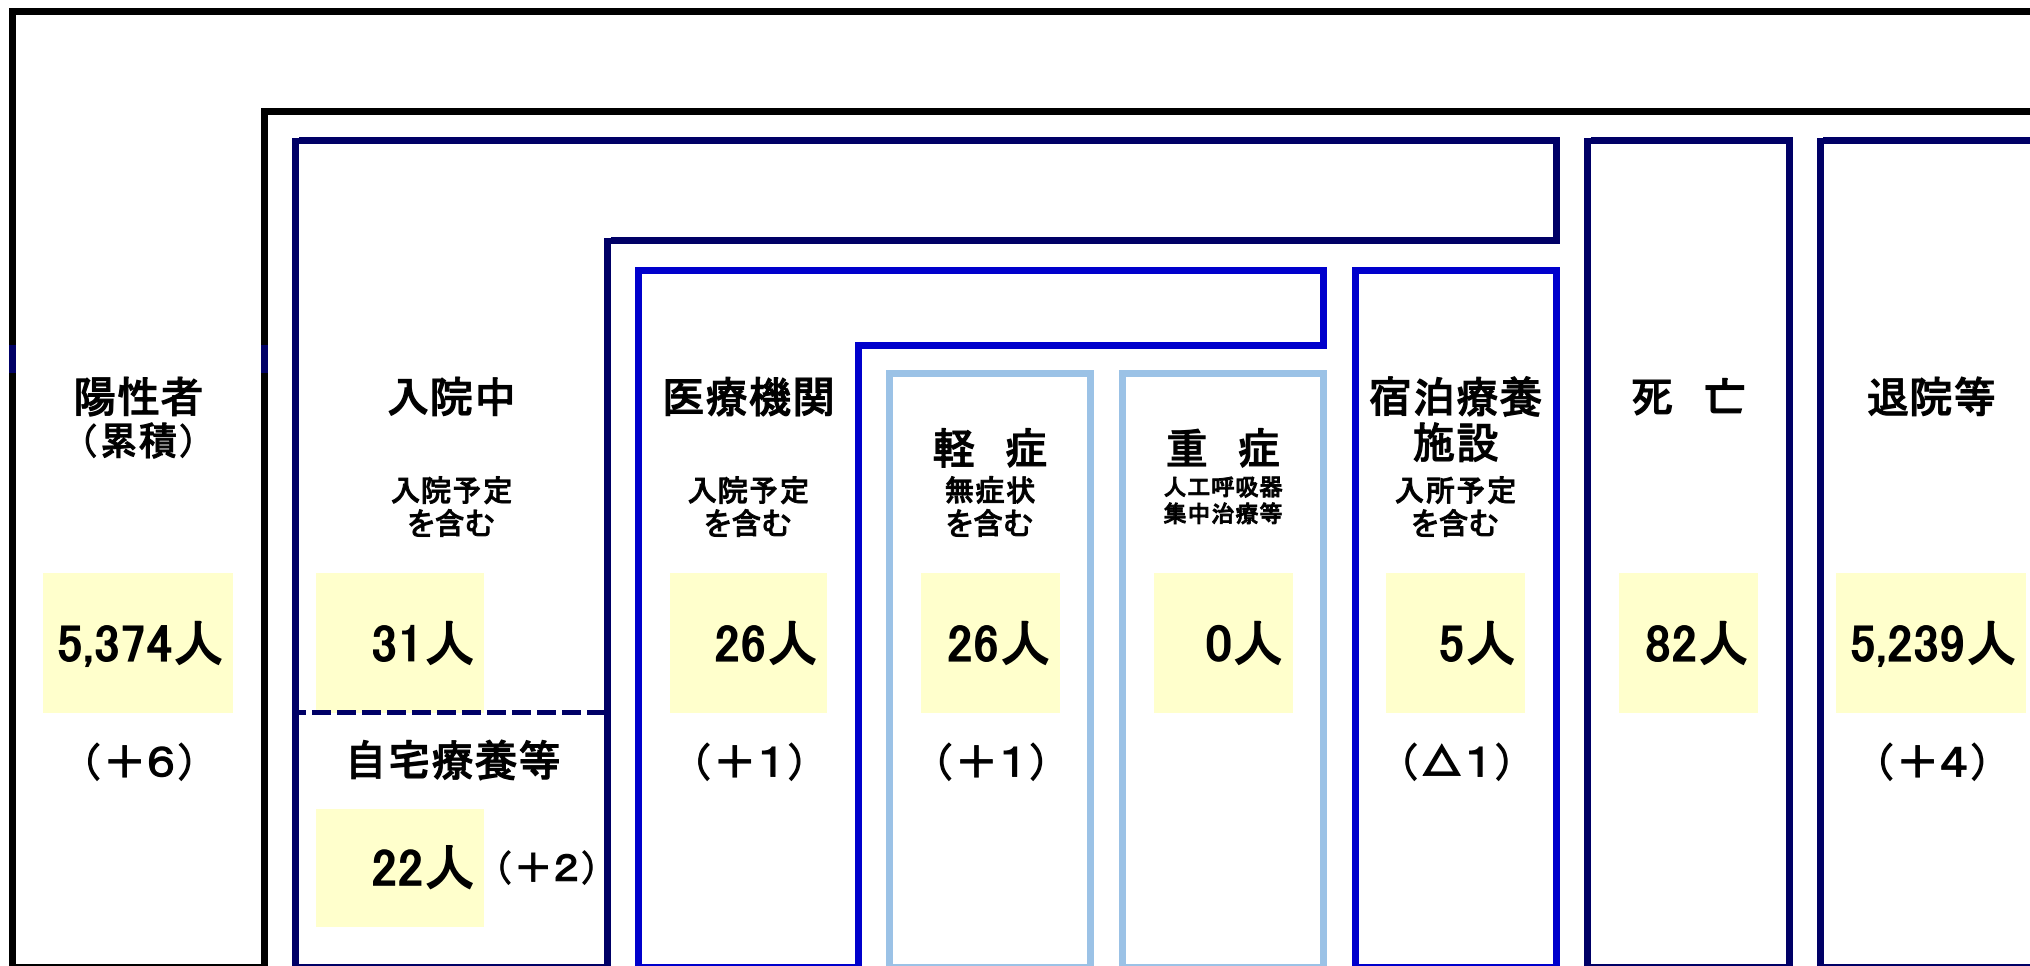 陽性者
（累積）
5,374人
（＋6）
入院中
入院予定
を含む
31人
自宅療養等
22人（＋2）
医療機関
入院予定
を含む
26人
（＋1）
軽　症
無症状
を含む
26人
（＋1）
重　症
人工呼吸器
集中治療等
0人
宿泊療養
施設
入所予定
を含む
5人
（△1）
死　亡
82人
退院等
5,239人
（＋4）